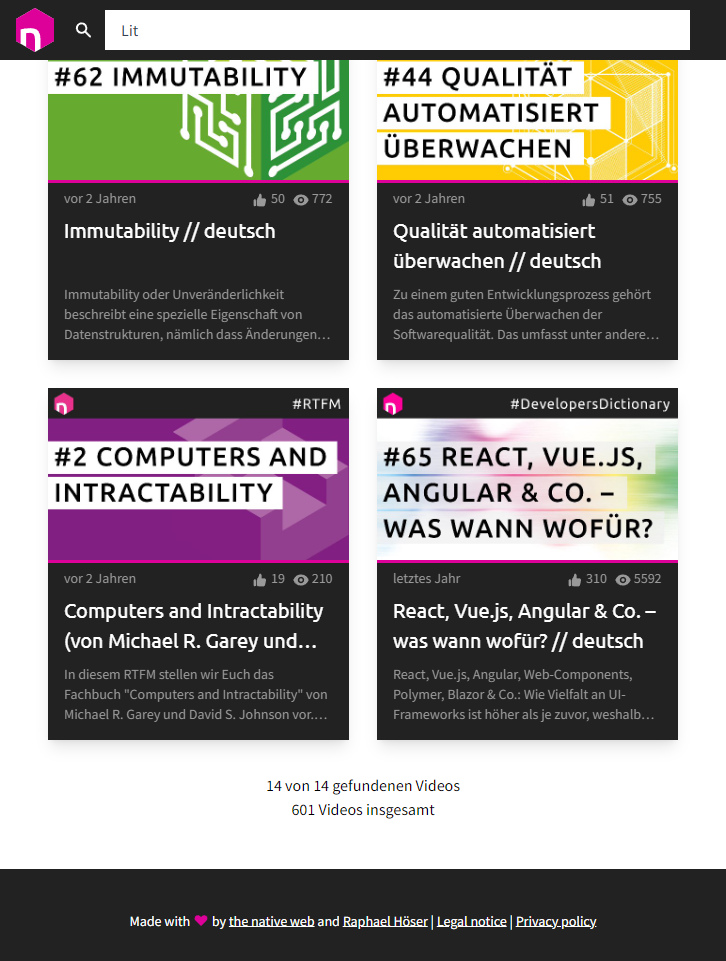 Lit
#62 IMMUTABILITY
vor 2 Jahren 50 772
Immutability // deutsch
Immutability oder Unveränderlichkeit
beschreibt eine spezielle Eigenschaft von
Datenstrukturen, nämlich dass Änderungen…
#44 QUALITÄT
AUTOMATISIERT
ÜBERWACHEN
vor 2 Jahren 51 755
Qualität automatisiert
überwachen // deutsch
Zu einem guten Entwicklungsprozess gehört
das automatisierte Überwachen der
Softwarequalität. Das umfasst unter andere…
#RTFM
#2 COMPUTERS AND
INTRACTABILITY
vor 2 Jahren 19 210
Computers and Intractability
(von Michael R. Garey und…
In diesem RTFM stellen wir Euch das
Fachbuch "Computers and Intractability" von
Michael R. Garey und David S. Johnson vor.…
#DevelopersDictionary
#65 REACT, VUE.JS,
ANGULAR & CO. –
WAS WANN WOFÜR?
letztes Jahr 310 5592
React, Vue.js, Angular & Co. –
was wann wofür? // deutsch
React, Vue.js, Angular, Web-Components,
Polymer, Blazor & Co.: Wie Vielfalt an UI-
Frameworks ist höher als je zuvor, weshalb…
14 von 14 gefundenen Videos
601 Videos insgesamt
Made with ♥ by the native web and Raphael Höser | Legal notice | Privacy policy